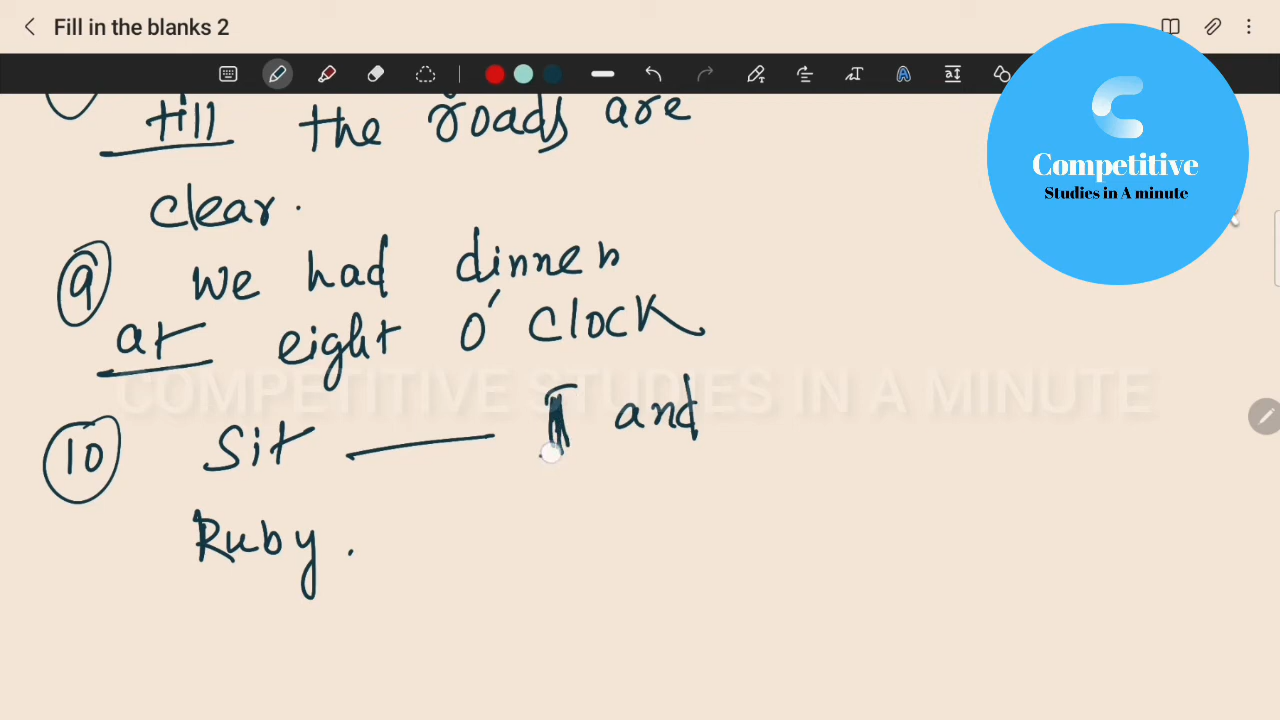 Fill in the blanks 2
Competitive
Studies in A minute
till the roads are
clear.
9 We had dinner
at eight O'Clock
COMPETITIVE STUDIES IN A MINUTE
10 Sit I and
Ruby.